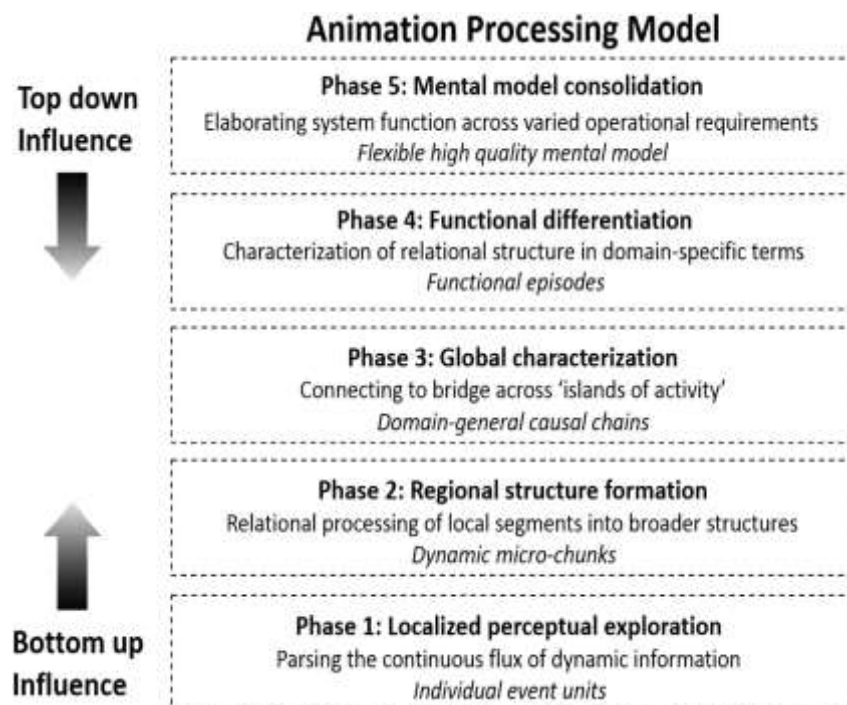 Animation Processing Model
Top down
Influence
Phase 5: Mental model consolidation
Elaborating system function across varied operational requirements
Flexible high quality mental model
Phase 4: Functional differentiation
Characterization of relational structure in domain-specific terms
Functional episodes
Phase 3: Global characterization
Connecting to bridge across ‘islands of activity’
Domain-general causal chains
Phase 2: Regional structure formation
Relational processing of local segments into broader structures
Dynamic micro-chunks
Bottom up
Influence
Phase 1: Localized perceptual exploration
Parsing the continuous flux of dynamic information
Individual event units